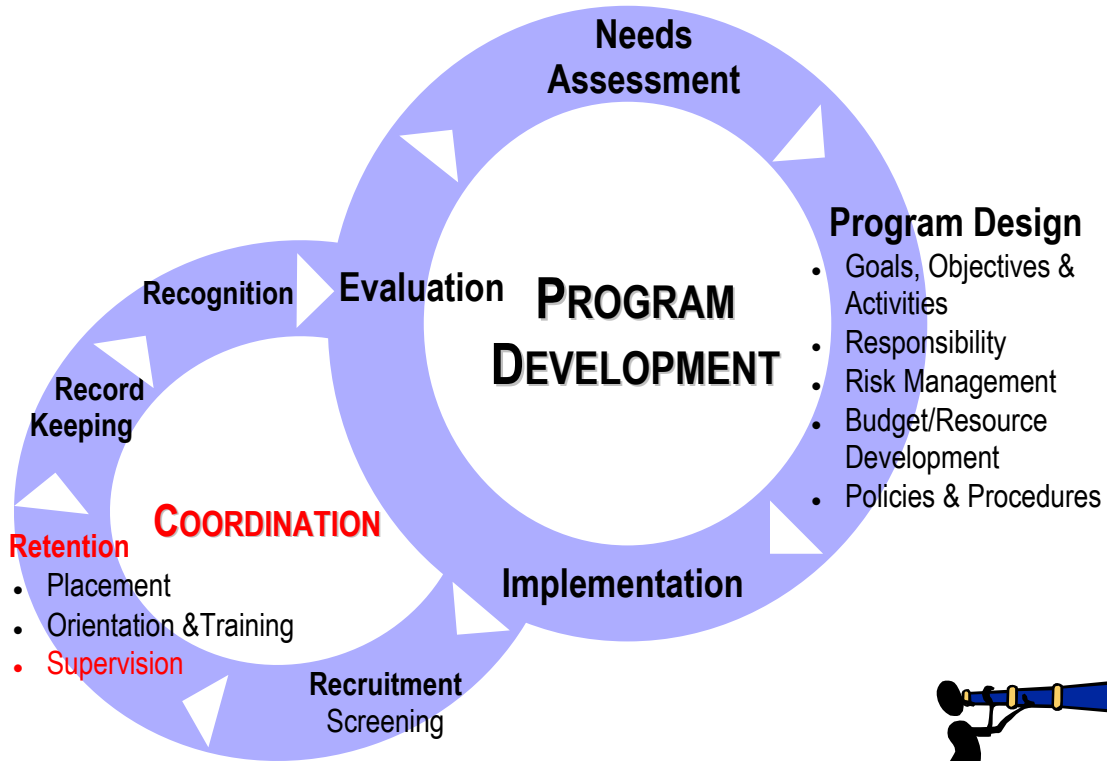 Needs
Assessment
Program Design
• Goals, Objectives &
Activities
• Responsibility
• Risk Management
• Budget/Resource
Development
• Policies & Procedures
Implementation
Evaluation
PROGRAM
DEVELOPMENT
Recognition
Record
Keeping
COORDINATION
Retention
• Placement
• Orientation &Training
• Supervision
Recruitment
Screening